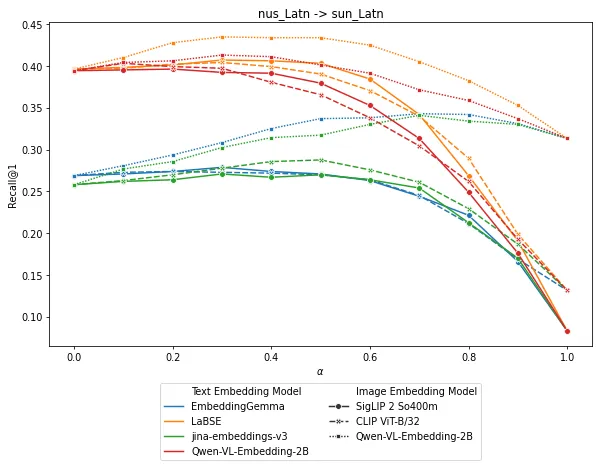 nus_Latn -> sun_Latn
0.45
0.40
0.35
0.30
0.25
0.20
0.15
0.10
Recall@1
0.0 0.2 0.4 0.6 0.8 1.0
α
Text Embedding Model Image Embedding Model
EmbeddingGemma SigLIP 2 So400m
LaBSE CLIP ViT-B/32
jina-embeddings-v3 Qwen-VL-Embedding-2B
Qwen-VL-Embedding-2B